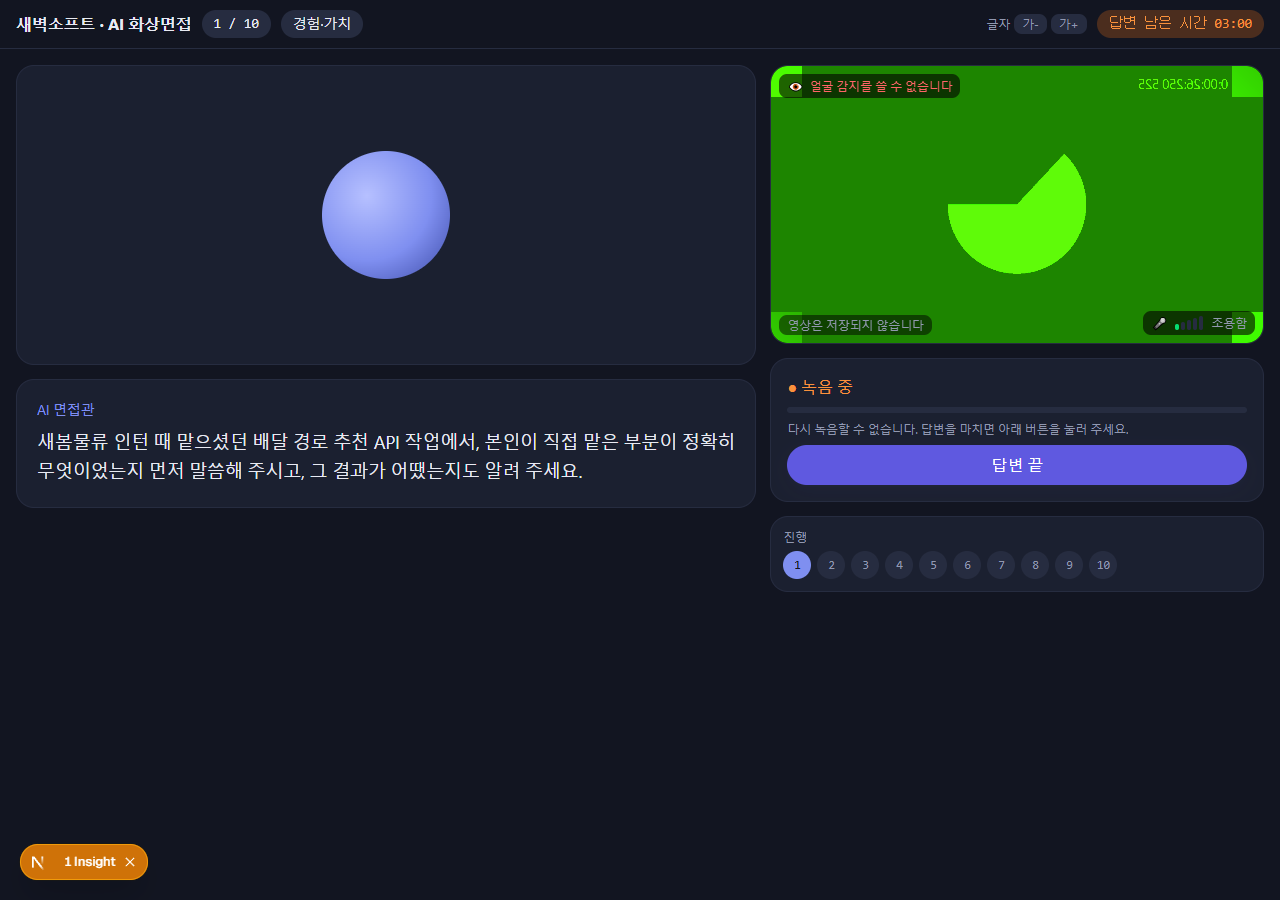 새벽소프트 · AI 화상면접
1 / 10
경험·가치
글자
가-
가+
답변 남은 시간 03:00
얼굴 감지를 쓸 수 없습니다
0:00:26:250 525
영상은 저장되지 않습니다
조용함
AI 면접관
새봄물류 인턴 때 맡으셨던 배달 경로 추천 API 작업에서, 본인이 직접 맡은 부분이 정확히
무엇이었는지 먼저 말씀해 주시고, 그 결과가 어땠는지도 알려 주세요.
● 녹음 중
다시 녹음할 수 없습니다. 답변을 마치면 아래 버튼을 눌러 주세요.
답변 끝
진행
1 2 3 4 5 6 7 8 9 10
N 1 Insight ×